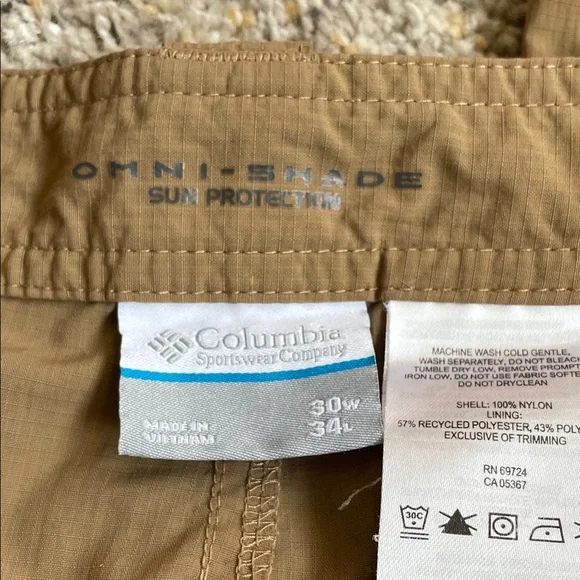 OMNI-SHADE
SUN PROTECTION
Columbia
Sportswear Company
30W
34L
MADE IN
VIETNAM
MACHINE WASH COLD GENTLE,
WASH SEPARATELY, DO NOT BLEACH
TUMBLE DRY LOW, REMOVE PROMPT
IRON LOW, DO NOT USE FABRIC SOFTE
DO NOT DRYCLEAN
SHELL: 100% NYLON
LINING:
57% RECYCLED POLYESTER, 43% POLY
EXCLUSIVE OF TRIMMING
RN 69724
CA 05367
30C